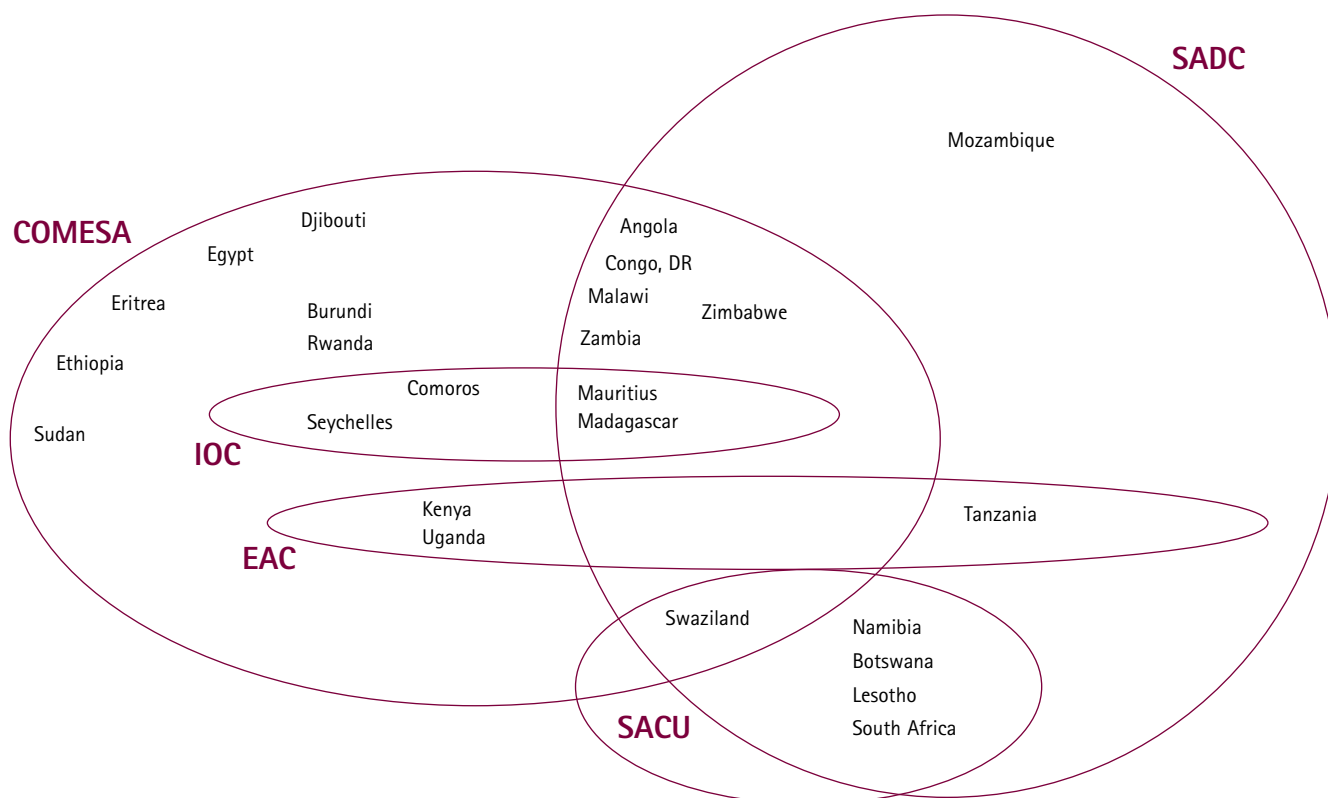 SADC
Mozambique
COMESA
Djibouti
Egypt
Eritrea
Ethiopia
Sudan
Burundi
Rwanda
Angola
Congo, DR
Malawi
Zimbabwe
Zambia
IOC
Comoros
Seychelles
Mauritius
Madagascar
EAC
Kenya
Uganda
Tanzania
SACU
Swaziland
Namibia
Botswana
Lesotho
South Africa